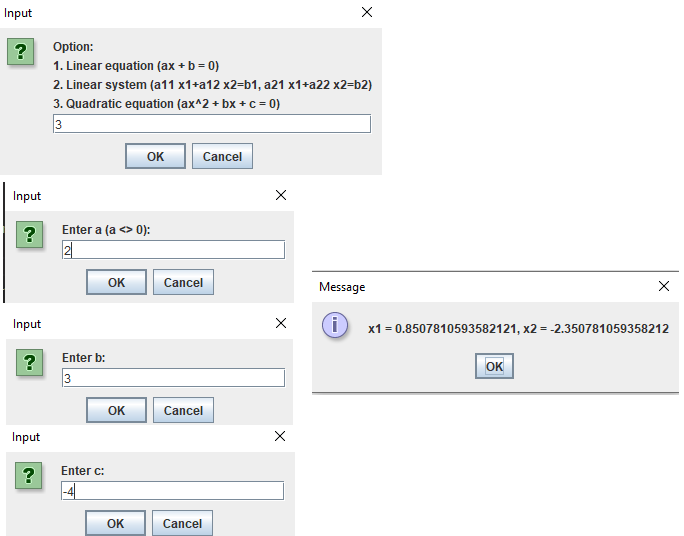 Input
Option:
1. Linear equation (ax + b = 0)
2. Linear system (a11 x1+a12 x2=b1, a21 x1+a22 x2=b2)
3. Quadratic equation (ax^2 + bx + c = 0)
3
OK Cancel
Input
Enter a (a <> 0):
2
OK Cancel
Input
Enter b:
3
OK Cancel
Input
Enter c:
-4
OK Cancel
Message
x1 = 0.8507810593582121, x2 = -2.350781059358212
OK